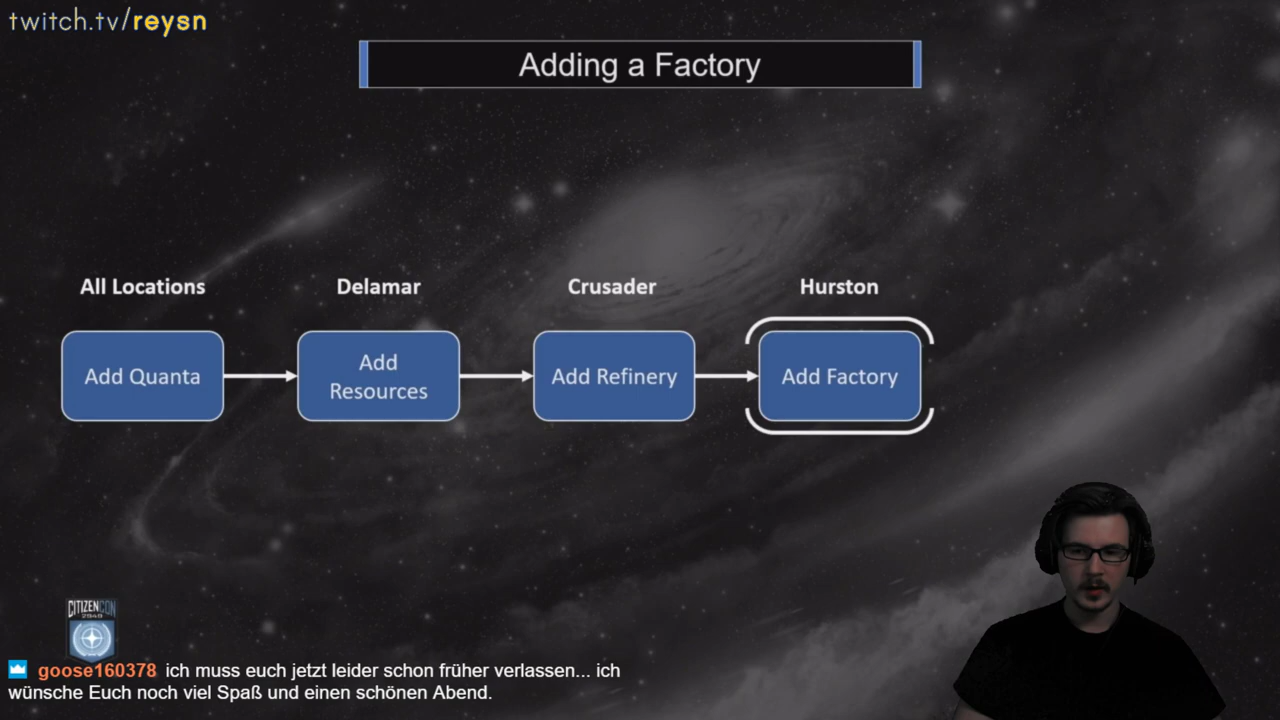 twitch.tv/reysn
Adding a Factory
All Locations
Delamar
Crusader
Hurston
Add Quanta
Add
Resources
Add Refinery
Add Factory
CITIZENCON
2949
goose160378 ich muss euch jetzt leider schon früher verlassen... ich
wünsche Euch noch viel Spaß und einen schönen Abend.